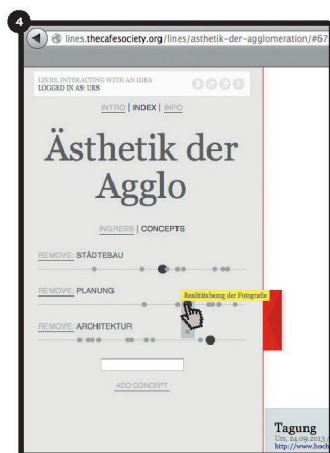 4
lines.thecafesociety.org/lines/asthetik-der-agglomeration/#67
LINES, INTERACTING WITH AN IDEA
LOGGED IN AS: URS
INTRO | INDEX | INFO
Ästhetik der
Agglo
INGRESS | CONCEPTS
REMOVE: STÄDTEBAU
REMOVE: PLANUNG
Realitätsbezug der Fotografie
REMOVE: ARCHITEKTUR
ADD CONCEPT
Tagung
Urs, 24.09.2013 /
http://www.hoch